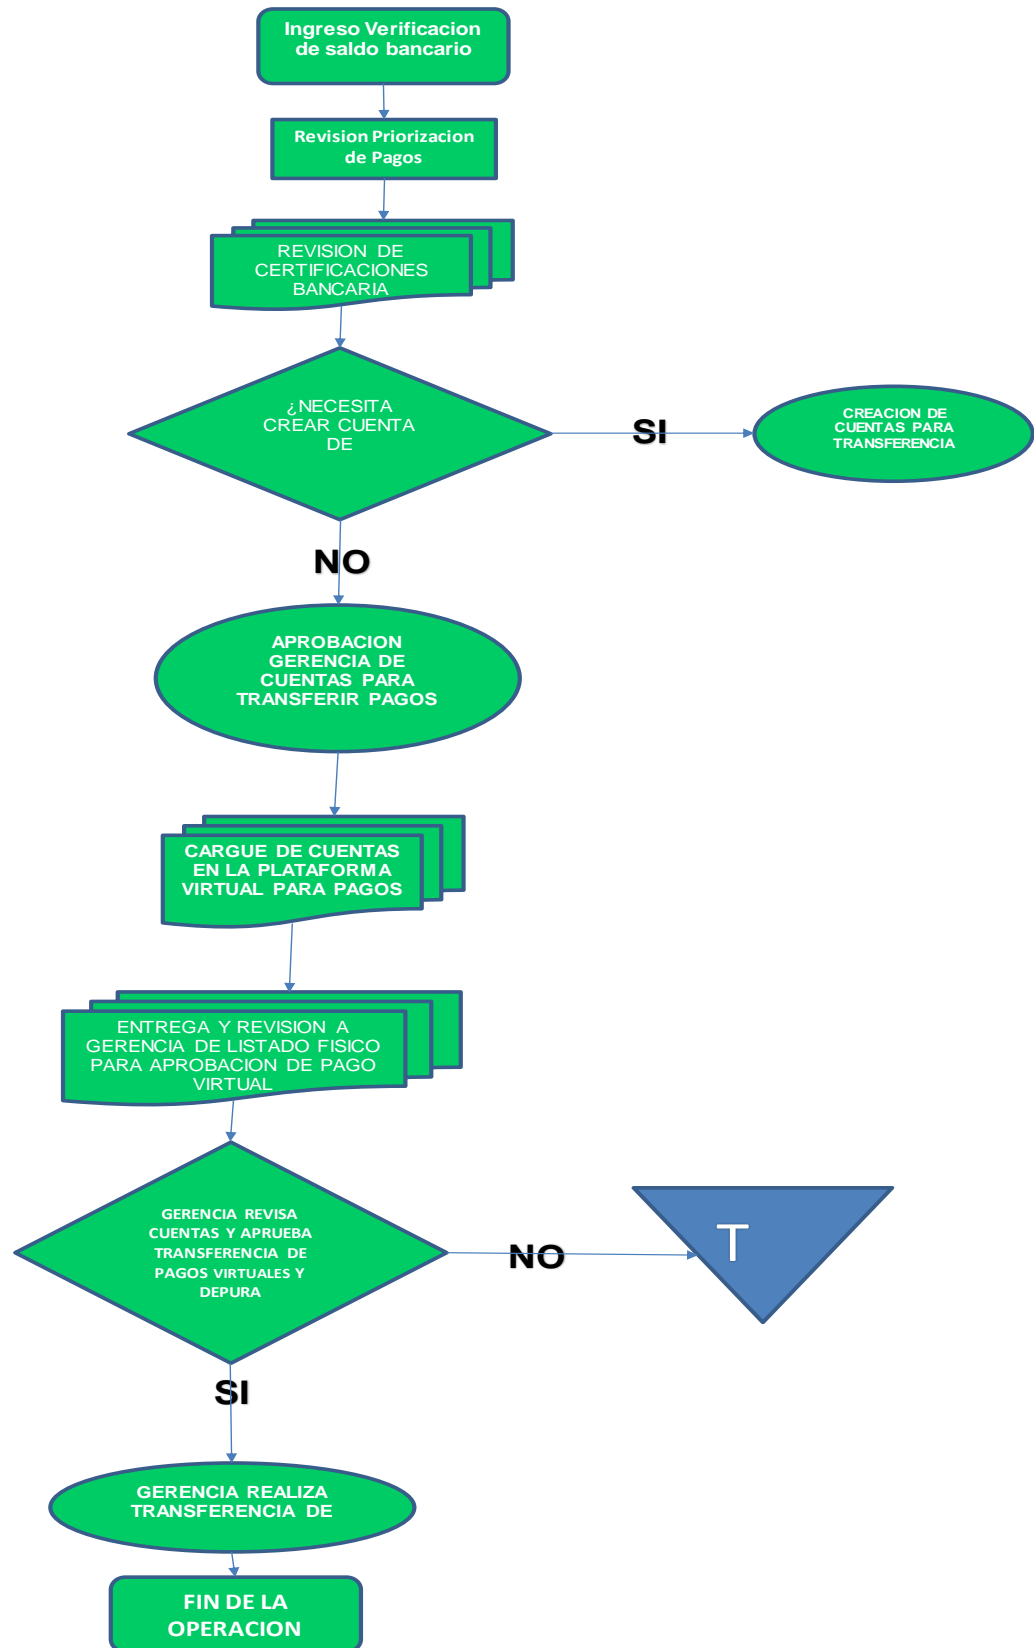 Ingreso Verificacion
de saldo bancario
Revision Priorizacion
de Pagos
REVISION DE
CERTIFICACIONES
BANCARIA
¿NECESITA
CREAR CUENTA
DE
SI
CREACION DE
CUENTAS PARA
TRANSFERENCIA
NO
APROBACION
GERENCIA DE
CUENTAS PARA
TRANSFERIR PAGOS
CARGUE DE CUENTAS
EN LA PLATAFORMA
VIRTUAL PARA PAGOS
ENTREGA Y REVISION A
GERENCIA DE LISTADO FISICO
PARA APROBACION DE PAGO
VIRTUAL
GERENCIA REVISA
CUENTAS Y APRUEBA
TRANSFERENCIA DE
PAGOS VIRTUALES Y
DEPURA
NO
T
SI
GERENCIA REALIZA
TRANSFERENCIA DE
FIN DE LA
OPERACION